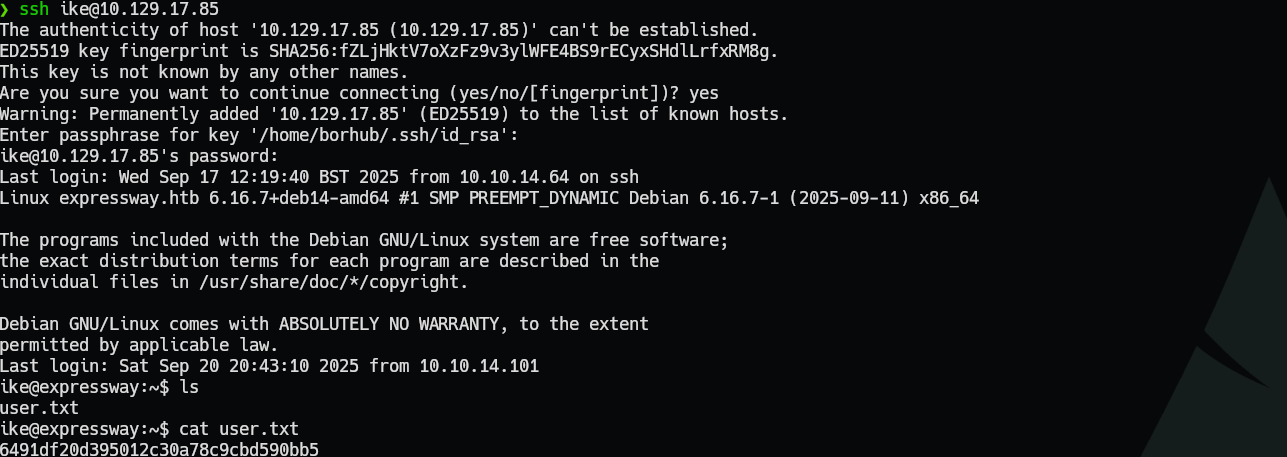 ❯ ssh ike@10.129.17.85
The authenticity of host '10.129.17.85 (10.129.17.85)' can't be established.
ED25519 key fingerprint is SHA256:fZLjHktV7oXzFz9v3ylWFE4BS9rECyxSHdlLrfxRM8g.
This key is not known by any other names.
Are you sure you want to continue connecting (yes/no/[fingerprint])? yes
Warning: Permanently added '10.129.17.85' (ED25519) to the list of known hosts.
Enter passphrase for key '/home/borhub/.ssh/id_rsa':
ike@10.129.17.85's password:
Last login: Wed Sep 17 12:19:40 BST 2025 from 10.10.14.64 on ssh
Linux expressway.htb 6.16.7+deb14-amd64 #1 SMP PREEMPT_DYNAMIC Debian 6.16.7-1 (2025-09-11) x86_64
The programs included with the Debian GNU/Linux system are free software;
the exact distribution terms for each program are described in the
individual files in /usr/share/doc/*/copyright.
Debian GNU/Linux comes with ABSOLUTELY NO WARRANTY, to the extent
permitted by applicable law.
Last login: Sat Sep 20 20:43:10 2025 from 10.10.14.101
ike@expressway:~$ ls
user.txt
ike@expressway:~$ cat user.txt
6491df20d395012c30a78c9cbd590bb5